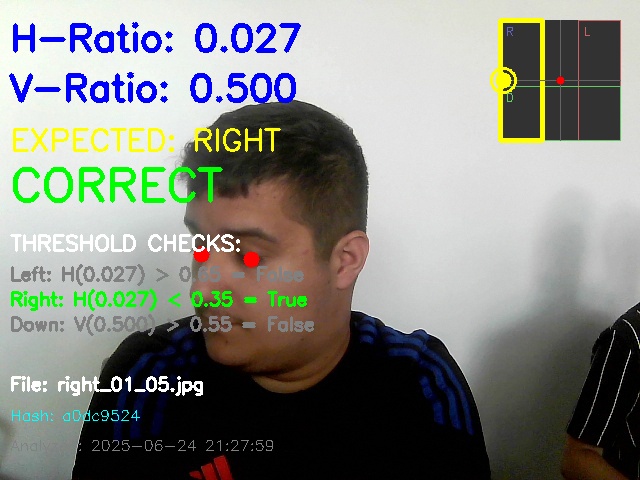 H-Ratio: 0.027
V-Ratio: 0.500
EXPECTED: RIGHT
CORRECT
THRESHOLD CHECKS:
Left: H(0.027) > 0.65 = False
Right: H(0.027) < 0.35 = True
Down: V(0.500) > 0.55 = False
File: right_01_05.jpg
Hash: a0dc9524
2025-06-24 21:27:59
R
L
D